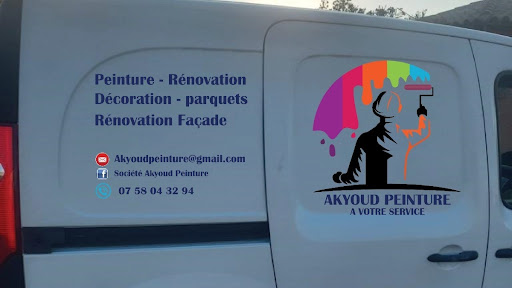 Peinture - Rénovation
Décoration - parquets
Rénovation Façade
Akyoudpeinture@gmail.com
Société Akyoud Peinture
07 58 04 32 94
AKYOUD PEINTURE
A VOTRE SERVICE